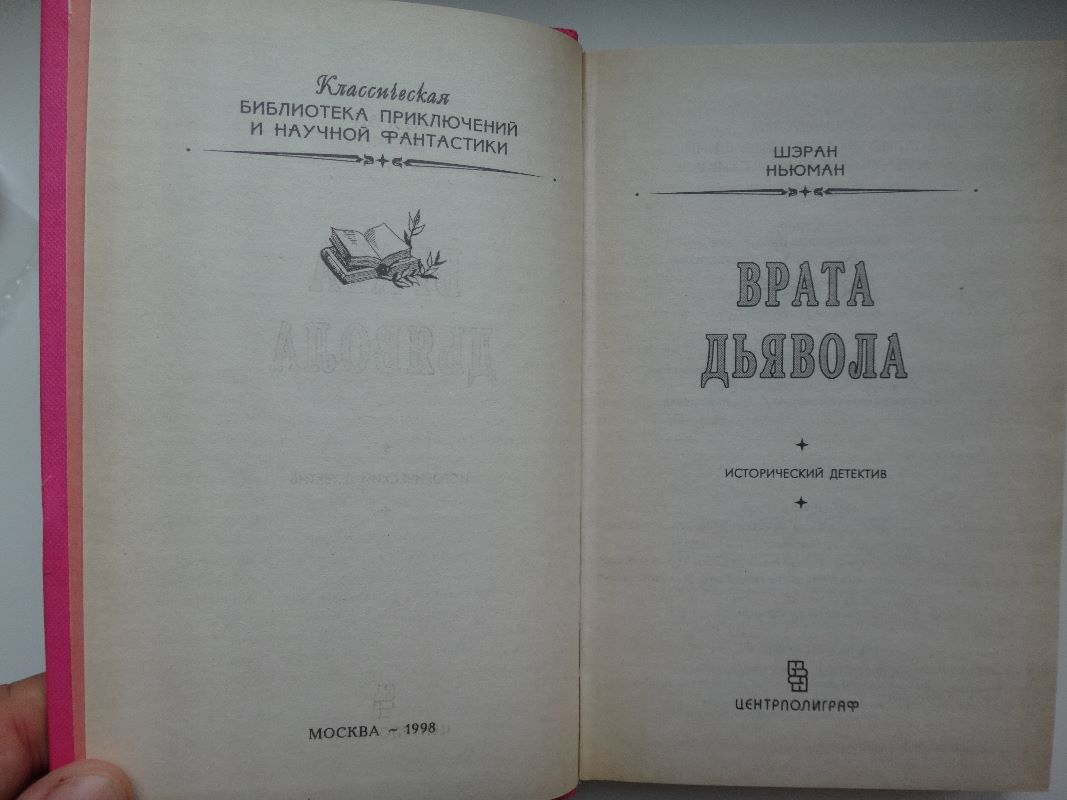 Классическая
БИБЛИОТЕКА ПРИКЛЮЧЕНИЙ
И НАУЧНОЙ ФАНТАСТИКИ
МОСКВА ~ 1998
ШЭРАН
НЬЮМАН
ВРАТА
ДЬЯВОЛА
ИСТОРИЧЕСКИЙ ДЕТЕКТИВ
ЦЕНТРПОЛИГРАФ